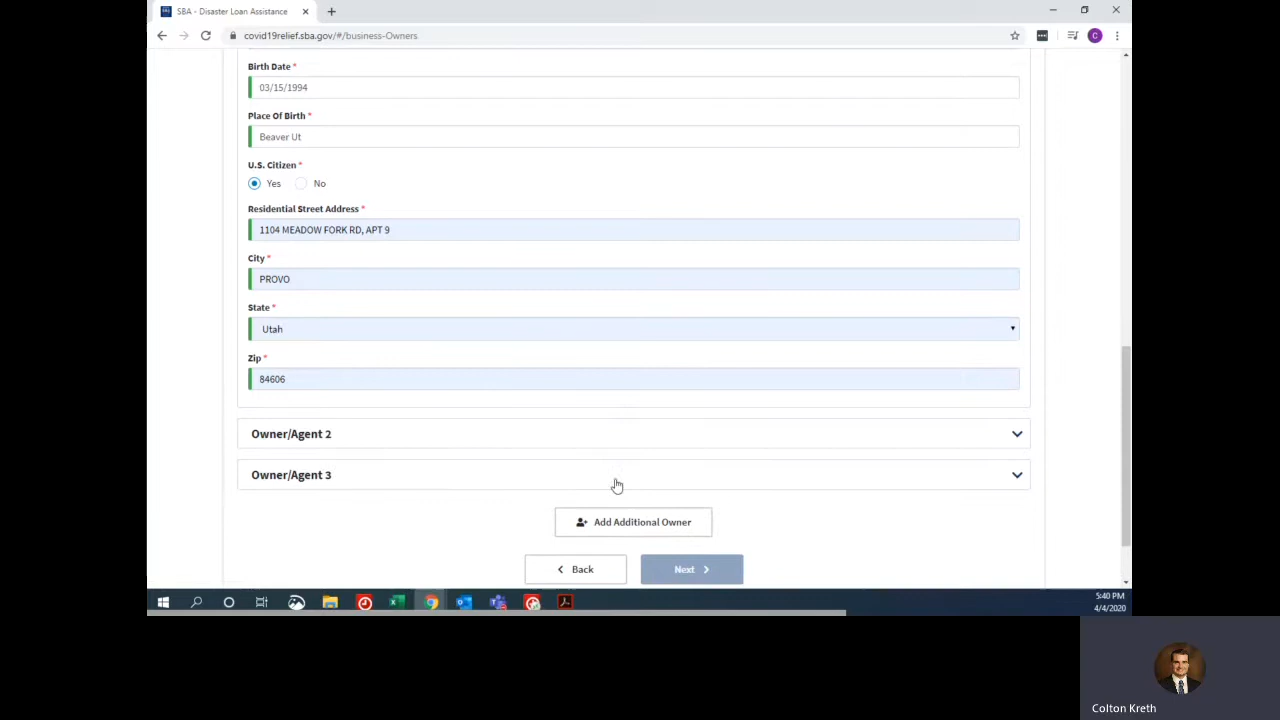 SBA - Disaster Loan Assistance
covid19relief.sba.gov/#/business-Owners
Birth Date *
03/15/1994
Place Of Birth *
Beaver Ut
U.S. Citizen *
Yes No
Residential Street Address *
1104 MEADOW FORK RD, APT 9
City *
PROVO
State *
Utah
Zip *
84606
Owner/Agent 2
Owner/Agent 3
Add Additional Owner
Back Next
5:40 PM
4/4/2020
Colton Kreth